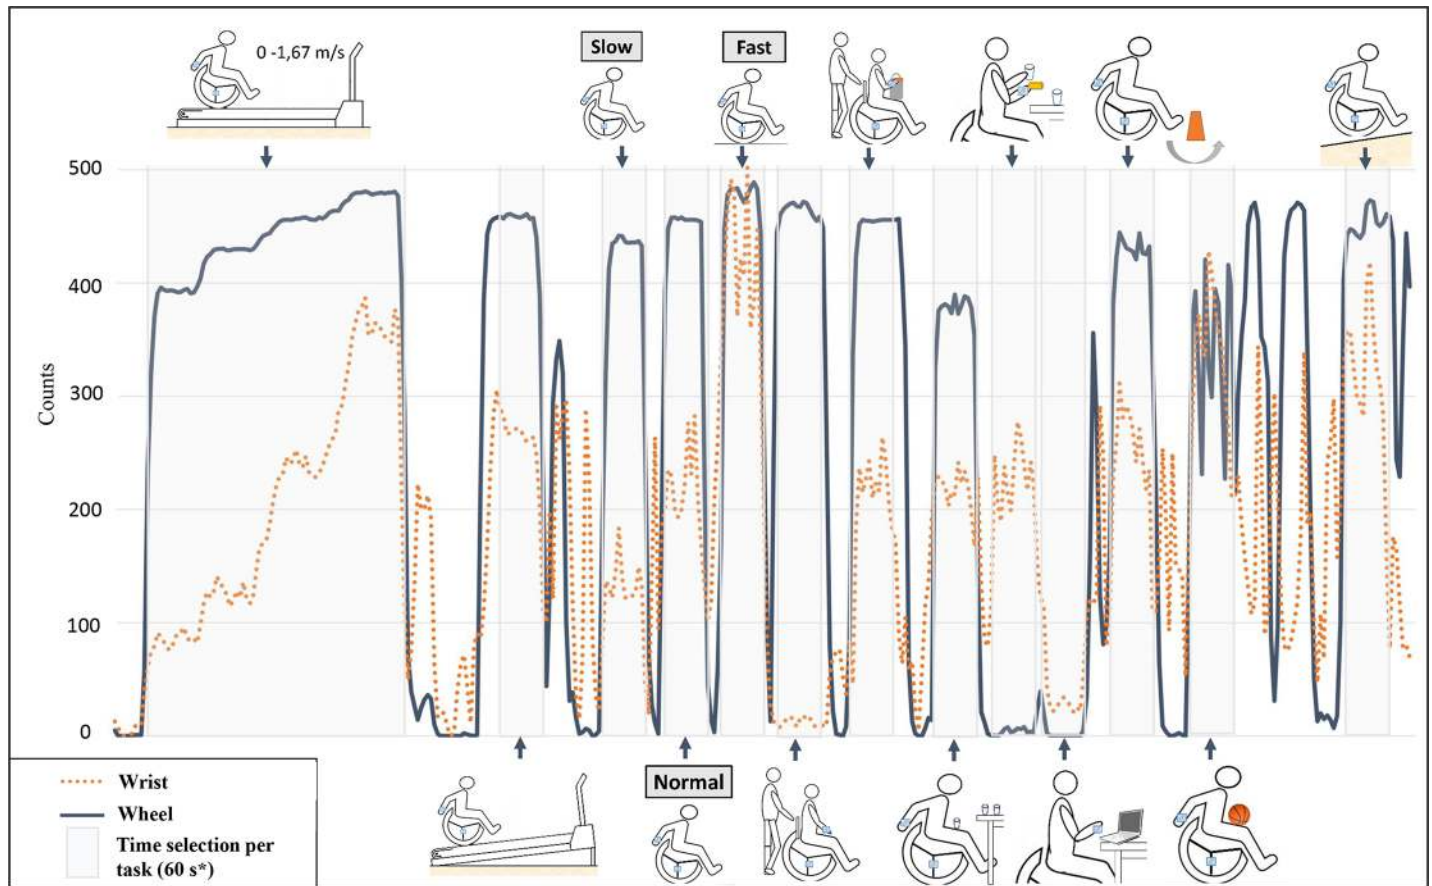 0 -1,67 m/s
Slow
Fast
500
400
300
200
100
0
Counts
Normal
Wrist
Wheel
Time selection per
task (60 s*)